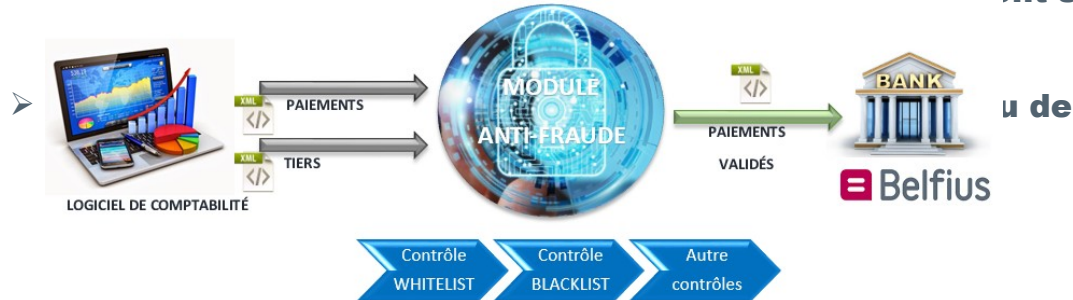 XML
PAIEMENTS
XML
TIERS
LOGICIEL DE COMPTABILITÉ
MODULE
ANTI-FRAUDE
XML
PAIEMENTS
VALIDÉS
BANK
Belfius
u de
Contrôle
WHITELIST
Contrôle
BLACKLIST
Autre
contrôles